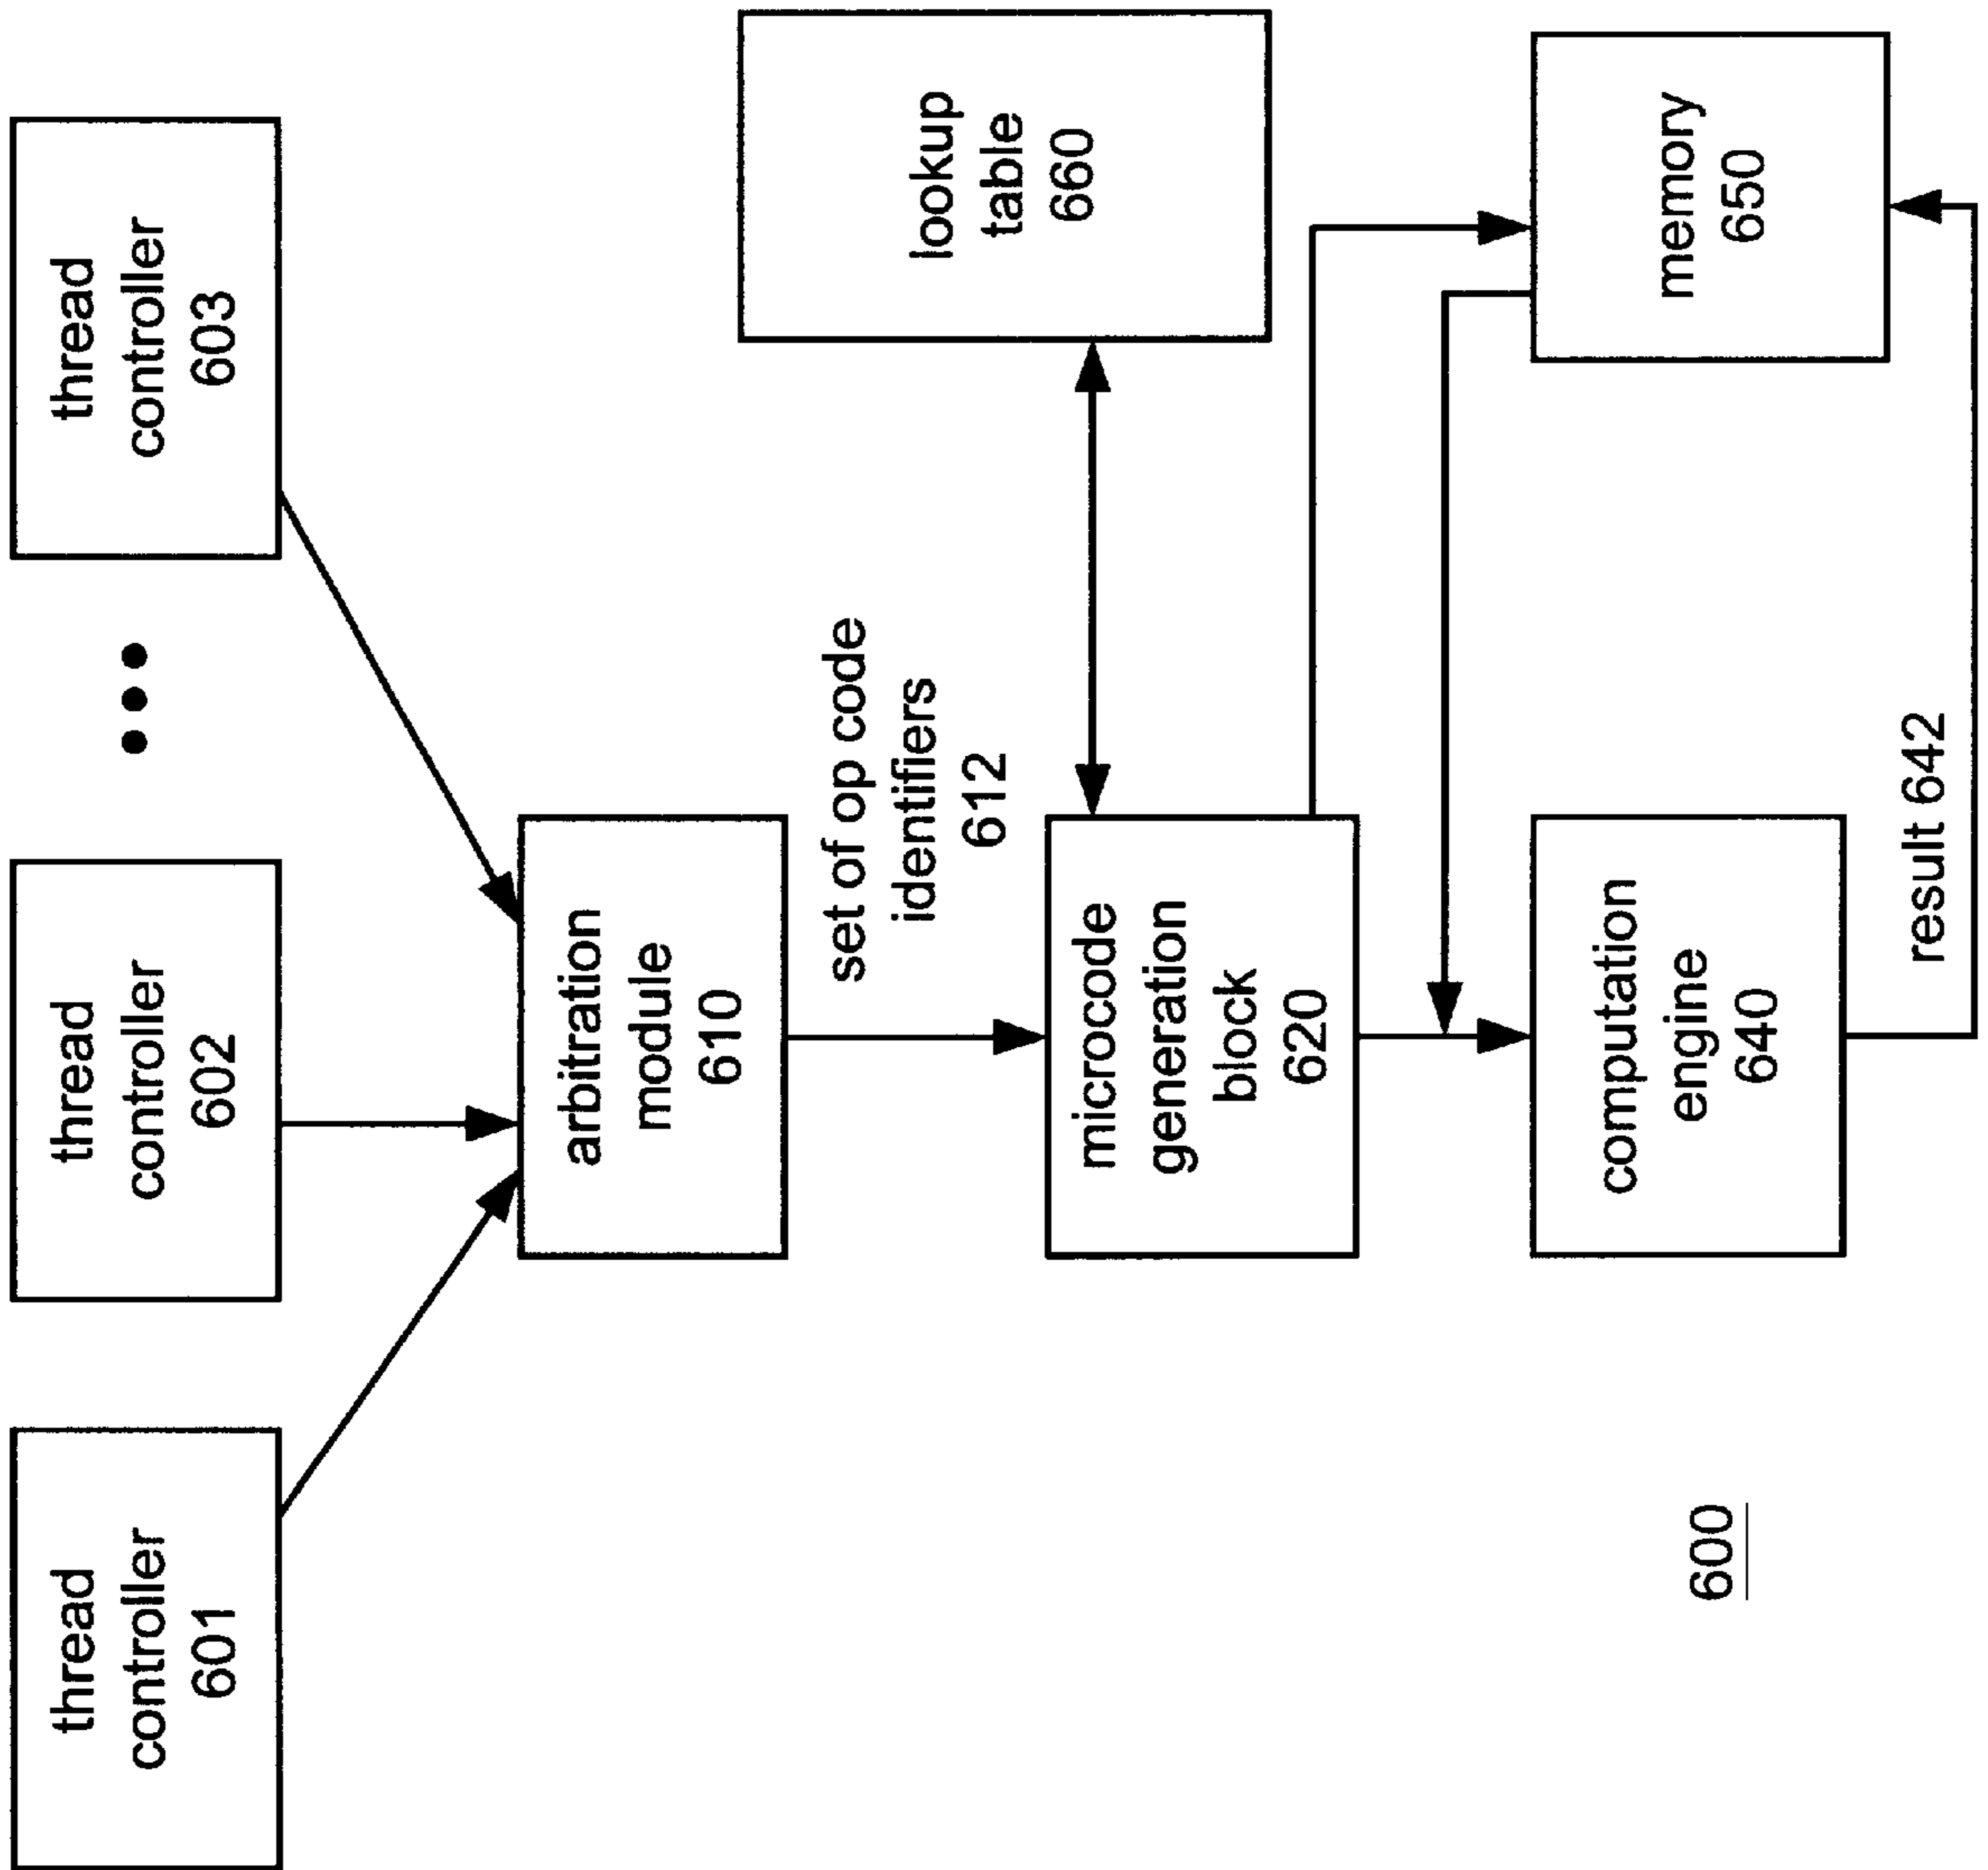 thread
controller
601
thread
controller
602
thread
controller
603
arbitration
module
610
set of op code
identifiers
612
microcode
generation
block
620
lookup
table
660
computation
engine
640
memory
650
result 642
600